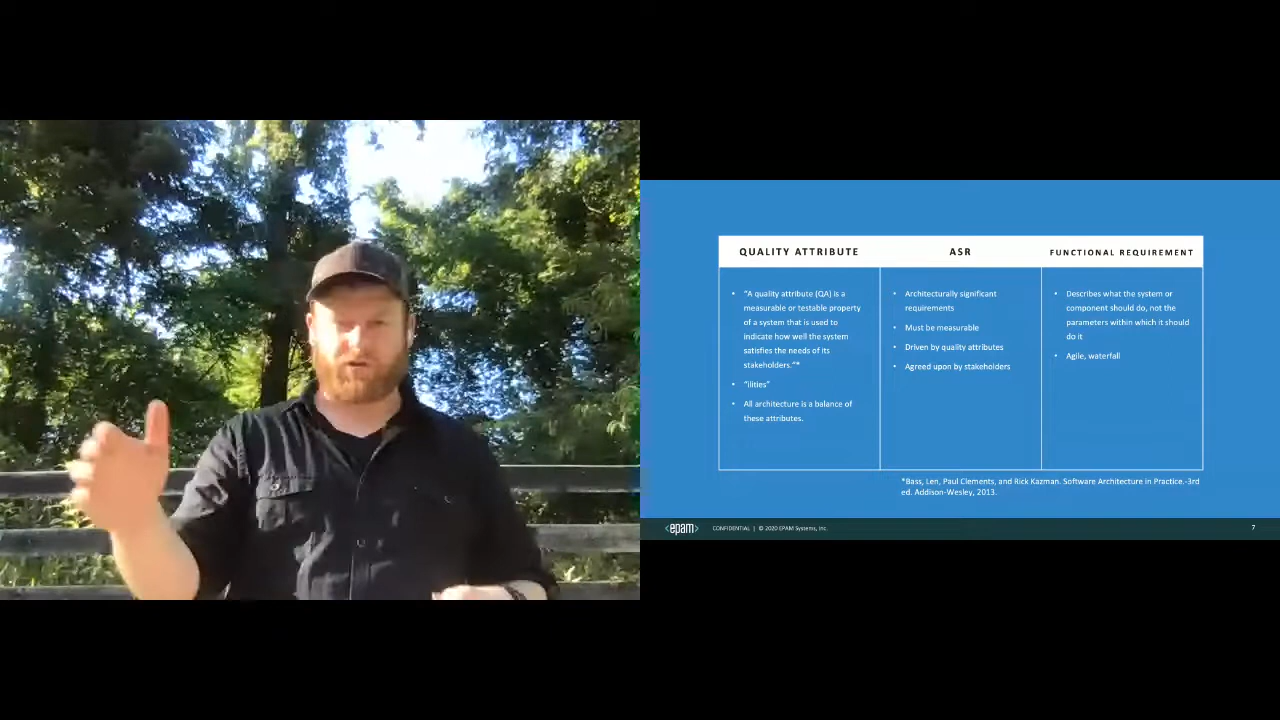 QUALITY ATTRIBUTE
ASR
FUNCTIONAL REQUIREMENT
• “A quality attribute (QA) is a
measurable or testable property
of a system that is used to
indicate how well the system
satisfies the needs of its
stakeholders.”*
• “ilities”
• All architecture is a balance of
these attributes.
• Architecturally significant
requirements
• Must be measurable
• Driven by quality attributes
• Agreed upon by stakeholders
• Describes what the system or
component should do, not the
parameters within which it should
do it
• Agile, waterfall
*Bass, Len, Paul Clements, and Rick Kazman. Software Architecture in Practice.-3rd
ed. Addison-Wesley, 2013.
<epam> CONFIDENTIAL | © 2020 EPAM Systems, Inc. 7